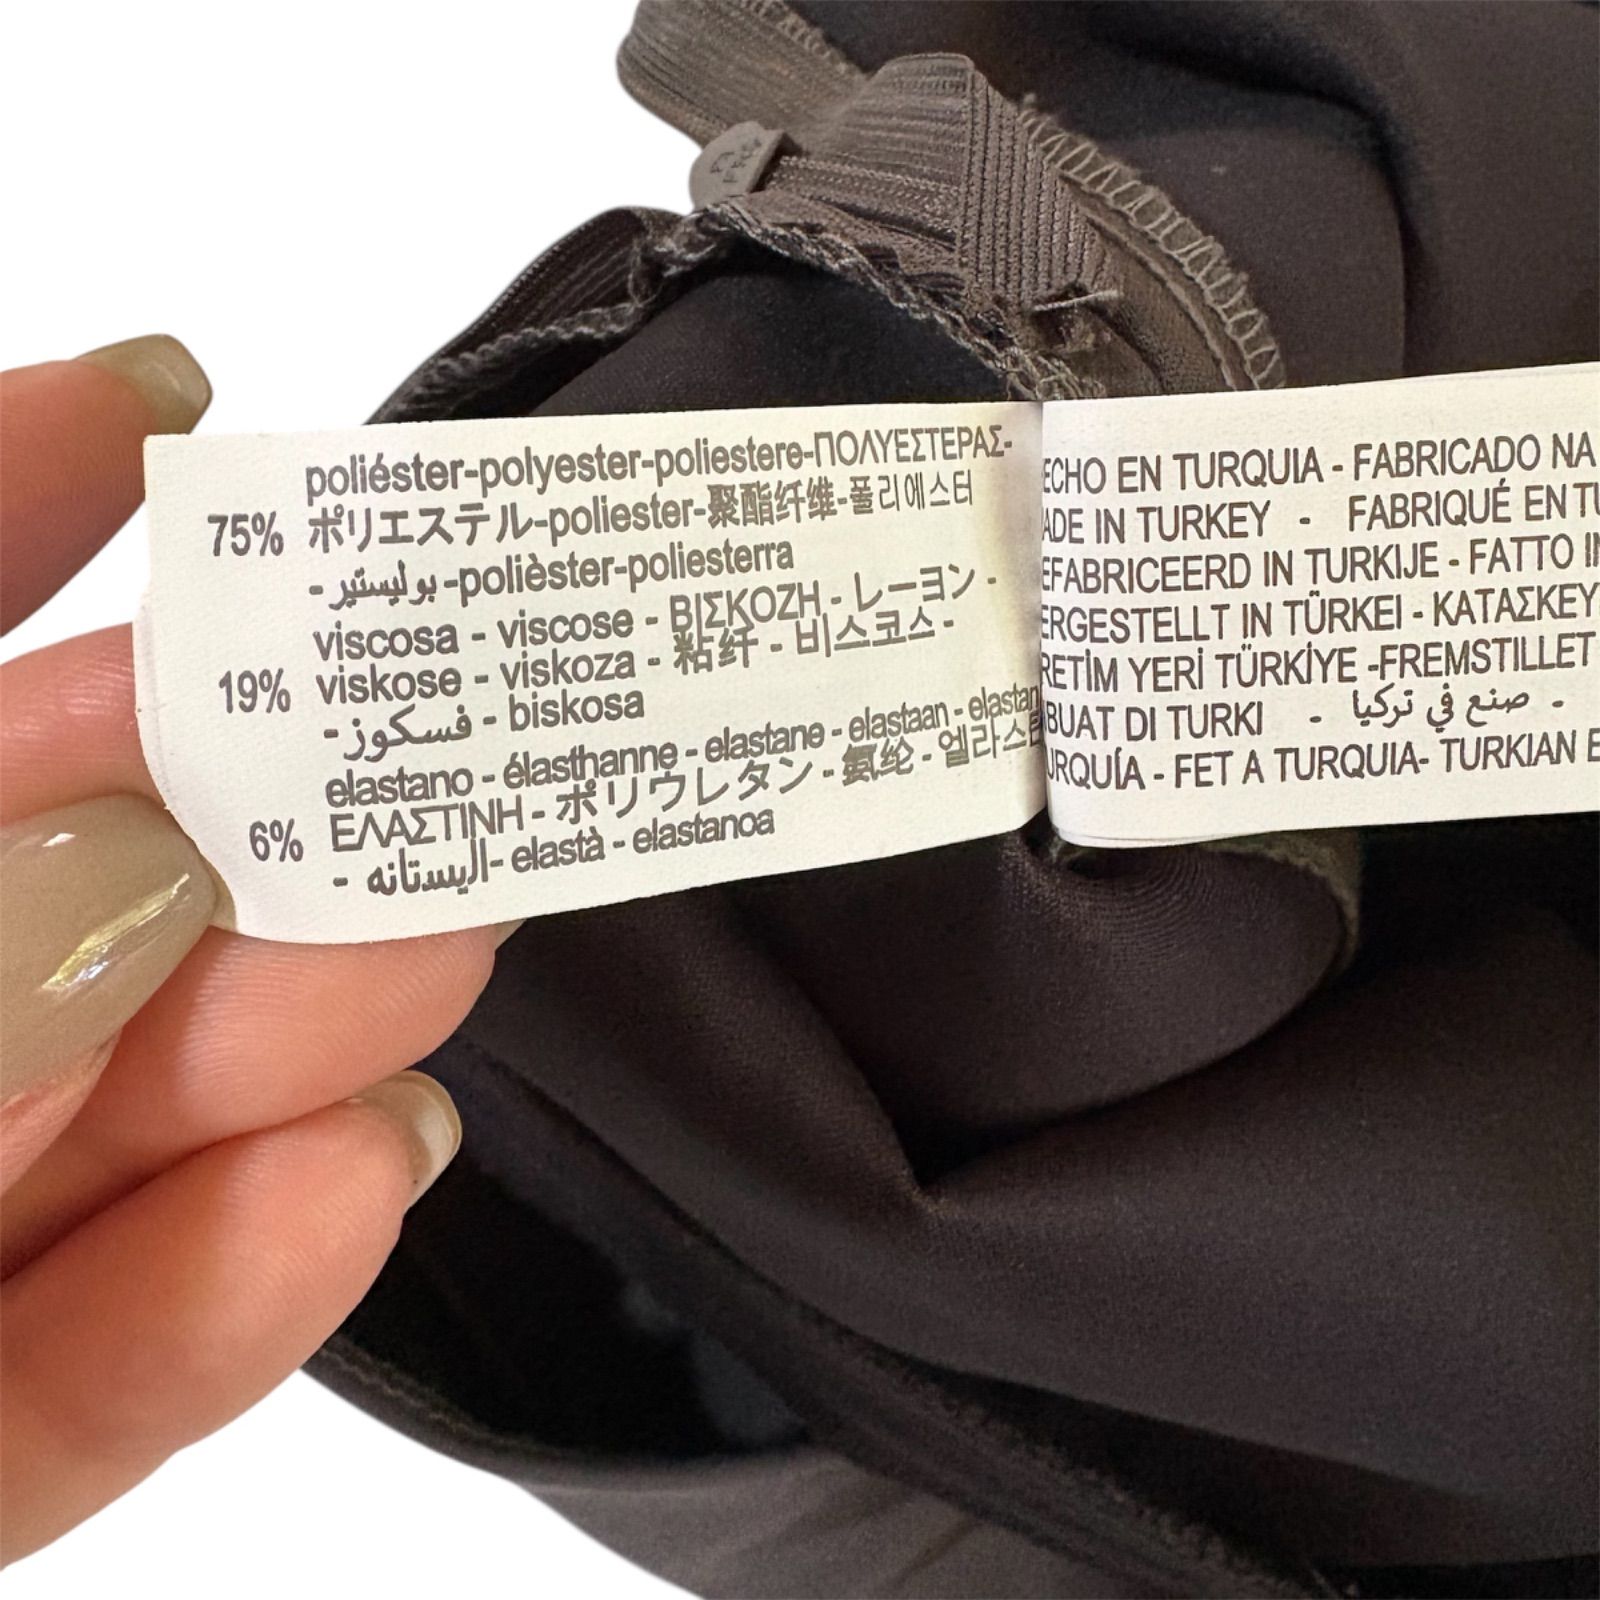 poliéster-polyester-poliestere-ΠΟΛΥΕΣΤΕΡΑΣ-
75% ポリエステル-poliester-聚酯纤维-폴리에스터
- بوليستير -polièster-poliesterra
viscosa - viscose - ΒΙΣΚΟΖΗ - レーヨン -
19% viskose - viskoza - 粘纤 - 비스코스 -
- فسكوز - biskosa
elastano - élasthanne - elastane - elastaan - elastan
6% ΕΛΑΣΤΙΝΗ - ポリウレタン - 氨纶 - 엘라스탄
- اليستانه - elastà - elastanoa
ECHO EN TURQUIA - FABRICADO NA
ADE IN TURKEY - FABRIQUÉ EN TU
EFABRICEERD IN TURKIJE - FATTO IN
ERGESTELLT IN TÜRKEI - ΚΑΤΑΣΚΕΥ
RETİM YERİ TÜRKİYE -FREMSTILLET
BUAT DI TURKI - صنع في تركيا -
URQUÍA - FET A TURQUIA- TURKIAN E